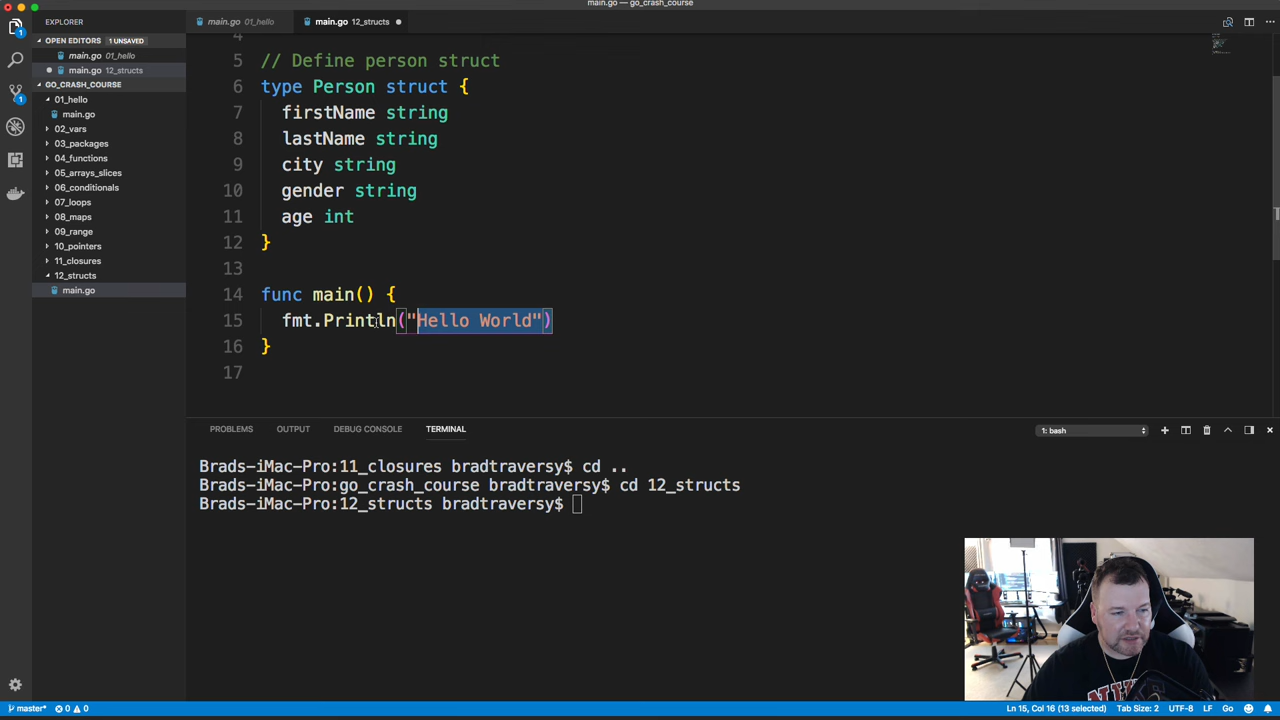 main.go — go_crash_course
EXPLORER
main.go 01_hello
main.go 12_structs
OPEN EDITORS 1 UNSAVED
main.go 01_hello
main.go 12_structs
GO_CRASH_COURSE
01_hello
main.go
02_vars
03_packages
04_functions
05_arrays_slices
06_conditionals
07_loops
08_maps
09_range
10_pointers
11_closures
12_structs
main.go
4
5 // Define person struct
6 type Person struct {
7 firstName string
8 lastName string
9 city string
10 gender string
11 age int
12 }
13
14 func main() {
15 fmt.Println("Hello World")
16 }
17
PROBLEMS OUTPUT DEBUG CONSOLE TERMINAL
1: bash
Brads-iMac-Pro:11_closures bradtraversy$ cd ..
Brads-iMac-Pro:go_crash_course bradtraversy$ cd 12_structs
Brads-iMac-Pro:12_structs bradtraversy$
master* 0 0
Ln 15, Col 16 (13 selected) Tab Size: 2 UTF-8 LF Go